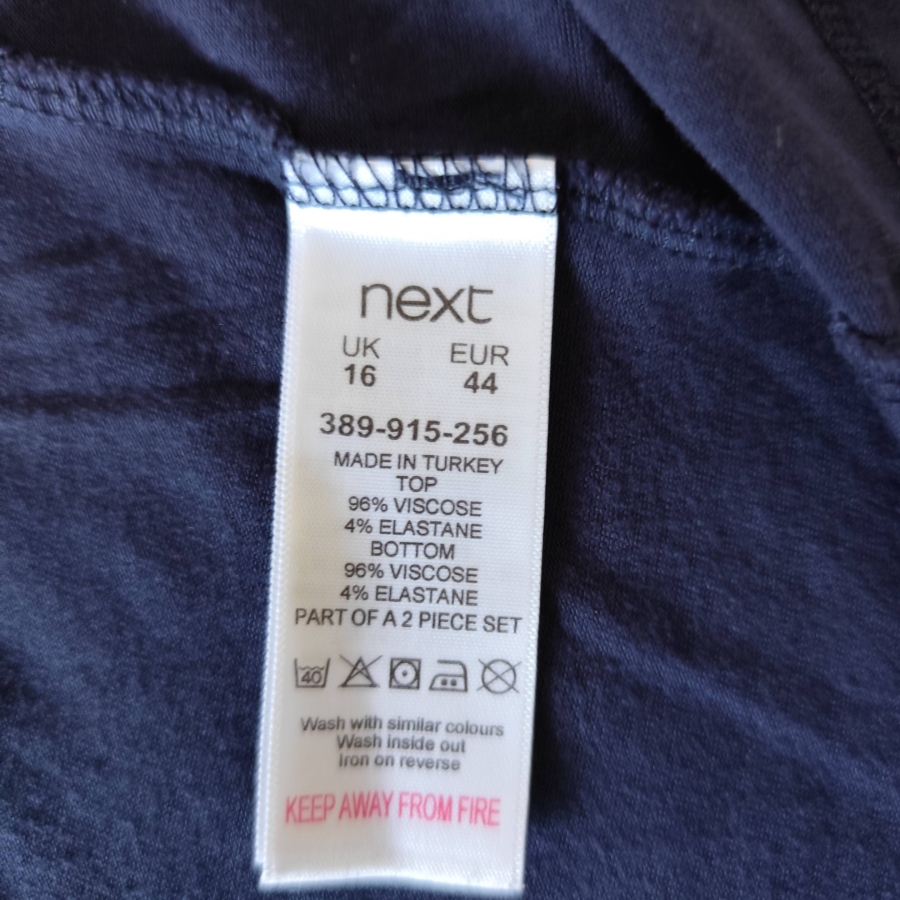 next
UK EUR
16 44
389-915-256
MADE IN TURKEY
TOP
96% VISCOSE
4% ELASTANE
BOTTOM
96% VISCOSE
4% ELASTANE
PART OF A 2 PIECE SET
40
Wash with similar colours
Wash inside out
Iron on reverse
KEEP AWAY FROM FIRE